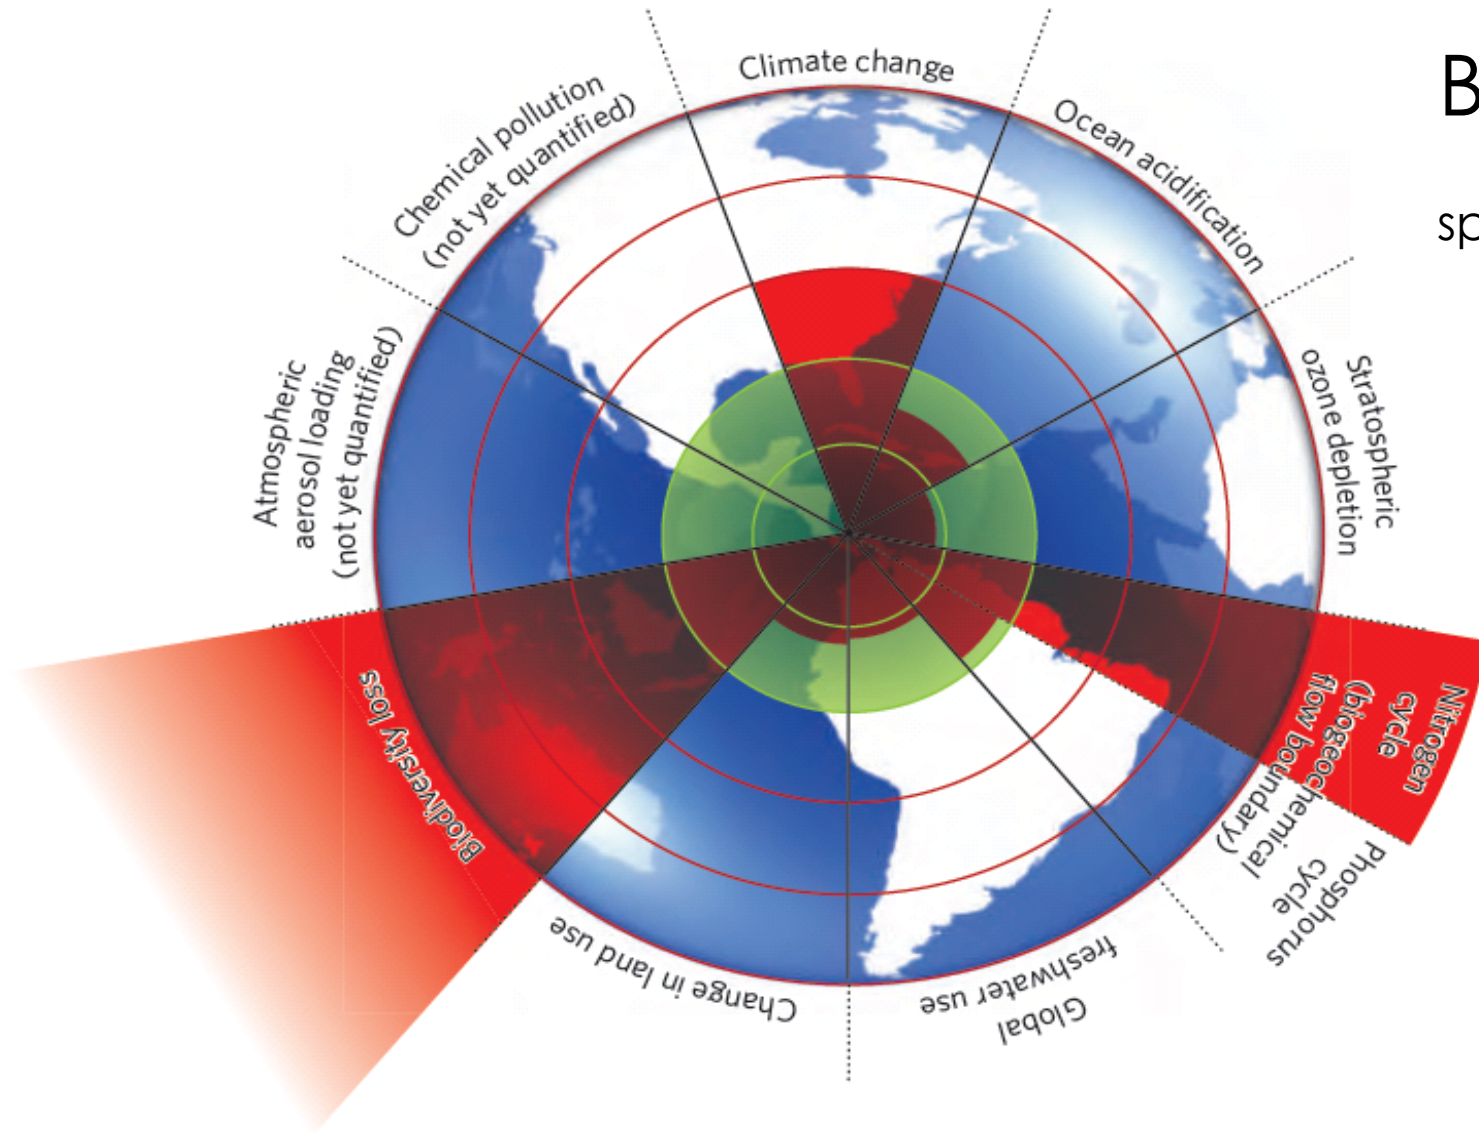 Climate change
Ocean acidification
Stratospheric
ozone depletion
Nitrogen
cycle
(biogeochemical
flow boundary)
Phosphorus
cycle
Global
freshwater use
Change in land use
Biodiversity loss
Atmospheric
aerosol loading
(not yet quantified)
Chemical pollution
(not yet quantified)
B
sp